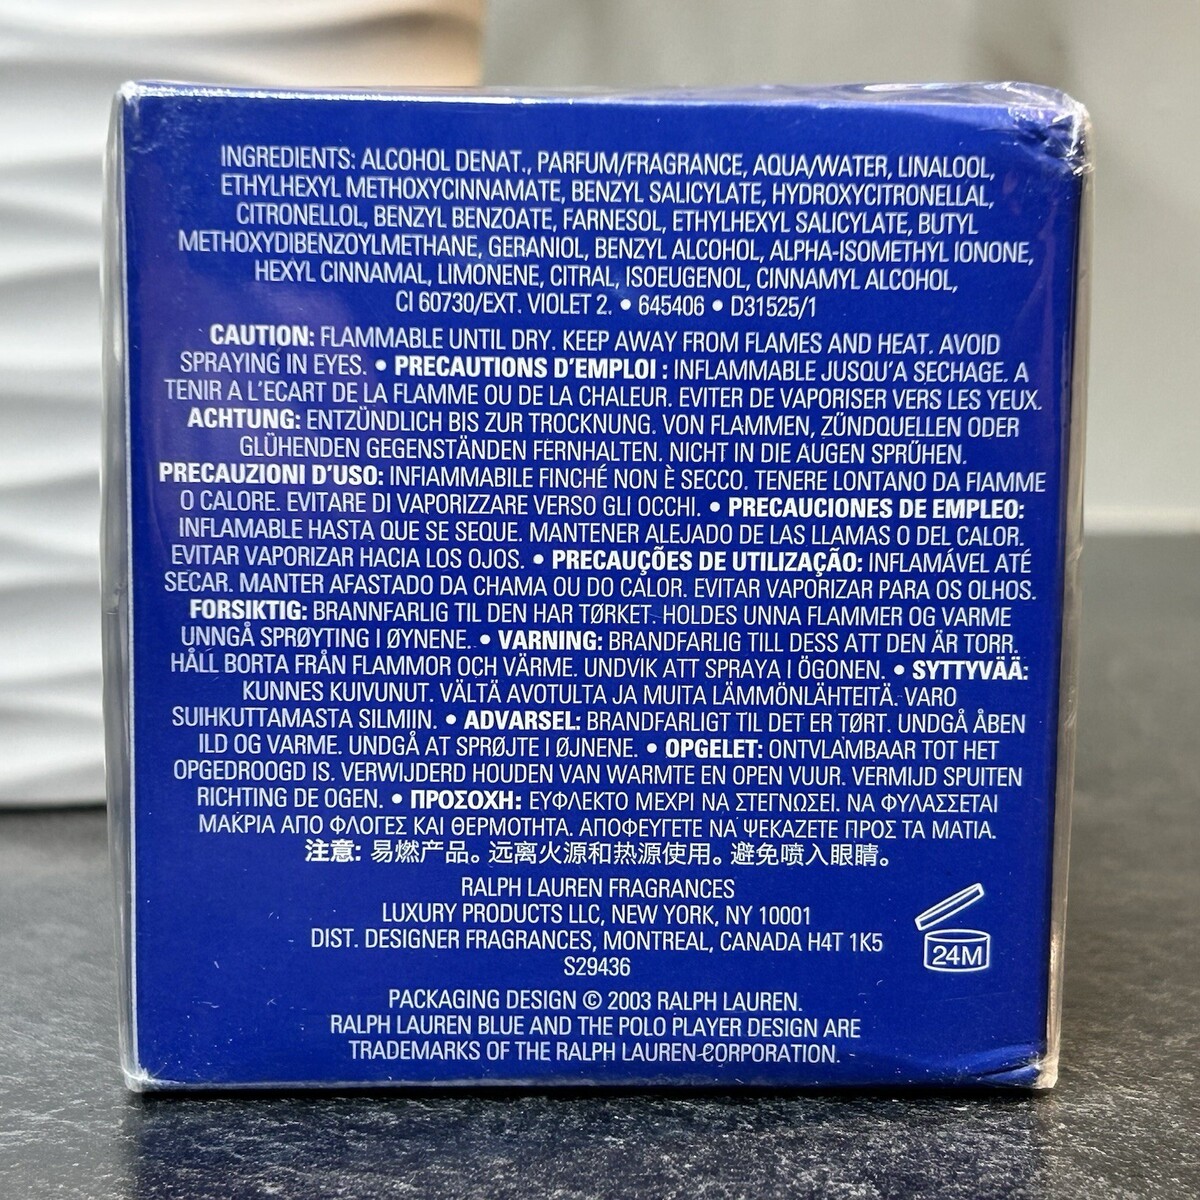 INGREDIENTS: ALCOHOL DENAT., PARFUM/FRAGRANCE, AQUA/WATER, LINALOOL,
ETHYLHEXYL METHOXYCINNAMATE, BENZYL SALICYLATE, HYDROXYCITRONELLAL,
CITRONELLOL, BENZYL BENZOATE, FARNESOL, ETHYLHEXYL SALICYLATE, BUTYL
METHOXYDIBENZOYLMETHANE, GERANIOL, BENZYL ALCOHOL, ALPHA-ISOMETHYL IONONE,
HEXYL CINNAMAL, LIMONENE, CITRAL, ISOEUGENOL, CINNAMYL ALCOHOL,
CI 60730/EXT. VIOLET 2. • 645406 • D31525/1
CAUTION: FLAMMABLE UNTIL DRY. KEEP AWAY FROM FLAMES AND HEAT. AVOID
SPRAYING IN EYES. • PRECAUTIONS D'EMPLOI : INFLAMMABLE JUSQU'A SECHAGE. A
TENIR A L'ECART DE LA FLAMME OU DE LA CHALEUR. EVITER DE VAPORISER VERS LES YEUX.
ACHTUNG: ENTZÜNDLICH BIS ZUR TROCKNUNG. VON FLAMMEN, ZÜNDQUELLEN ODER
GLÜHENDEN GEGENSTÄNDEN FERNHALTEN. NICHT IN DIE AUGEN SPRÜHEN.
PRECAUZIONI D'USO: INFIAMMABILE FINCHÉ NON È SECCO. TENERE LONTANO DA FIAMME
O CALORE. EVITARE DI VAPORIZZARE VERSO GLI OCCHI. • PRECAUCIONES DE EMPLEO:
INFLAMABLE HASTA QUE SE SEQUE. MANTENER ALEJADO DE LAS LLAMAS O DEL CALOR.
EVITAR VAPORIZAR HACIA LOS OJOS. • PRECAUÇÕES DE UTILIZAÇÃO: INFLAMÁVEL ATÉ
SECAR. MANTER AFASTADO DA CHAMA OU DO CALOR. EVITAR VAPORIZAR PARA OS OLHOS.
FORSIKTIG: BRANNFARLIG TIL DEN HAR TØRKET. HOLDES UNNA FLAMMER OG VARME
UNNGÅ SPRØYTING I ØYNENE. • VARNING: BRANDFARLIG TILL DESS ATT DEN ÄR TORR.
HÅLL BORTA FRÅN FLAMMOR OCH VÄRME. UNDVIK ATT SPRAYA I ÖGONEN. • SYTTYVÄÄ:
KUNNES KUIVUNUT. VÄLTÄ AVOTULTA JA MUITA LÄMMÖNLÄHTEITÄ. VARO
SUIHKUTTAMASTA SILMIIN. • ADVARSEL: BRANDFARLIGT TIL DET ER TØRT. UNDGÅ ÅBEN
ILD OG VARME. UNDGÅ AT SPRØJTE I ØJNENE. • OPGELET: ONTVLAMBAAR TOT HET
OPGEDROOGD IS. VERWIJDERD HOUDEN VAN WARMTE EN OPEN VUUR. VERMIJD SPUITEN
RICHTING DE OGEN. • ΠΡΟΣΟΧΗ: ΕΥΦΛΕΚΤΟ ΜΕΧΡΙ ΝΑ ΣΤΕΓΝΩΣΕΙ. ΝΑ ΦΥΛΑΣΣΕΤΑΙ
ΜΑΚΡΙΑ ΑΠΟ ΦΛΟΓΕΣ ΚΑΙ ΘΕΡΜΟΤΗΤΑ. ΑΠΟΦΕΥΓΕΤΕ ΝΑ ΨΕΚΑΖΕΤΕ ΠΡΟΣ ΤΑ ΜΑΤΙΑ.
注意: 易燃产品。远离火源和热源使用。避免喷入眼睛。
RALPH LAUREN FRAGRANCES
LUXURY PRODUCTS LLC, NEW YORK, NY 10001
DIST. DESIGNER FRAGRANCES, MONTREAL, CANADA H4T 1K5
S29436
24M
PACKAGING DESIGN © 2003 RALPH LAUREN.
RALPH LAUREN BLUE AND THE POLO PLAYER DESIGN ARE
TRADEMARKS OF THE RALPH LAUREN CORPORATION.